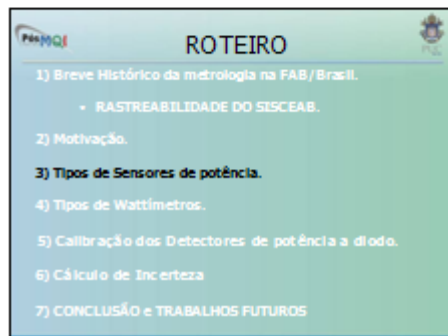 PósMQI
ROTEIRO
PUC
1) Breve Histórico da metrologia na FAB/Brasil.
• RASTREABILIDADE DO SISCEAB.
2) Motivação.
3) Tipos de Sensores de potência.
4) Tipos de Wattímetros.
5) Calibração dos Detectores de potência a diodo.
6) Cálculo de Incerteza
7) CONCLUSÃO e TRABALHOS FUTUROS